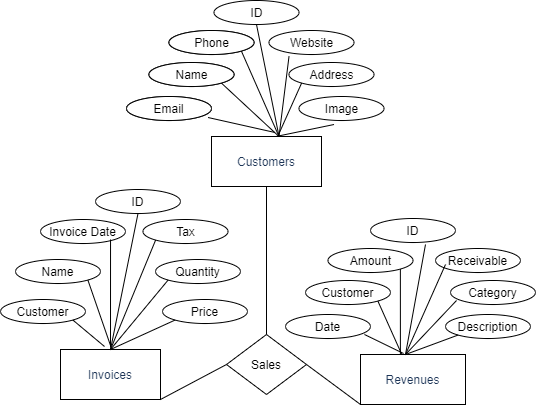 ID
Phone
Website
Name
Address
Email
Image
Customers
ID
Invoice Date
Tax
Name
Quantity
Customer
Price
Invoices
ID
Amount
Receivable
Customer
Category
Date
Description
Revenues
Sales